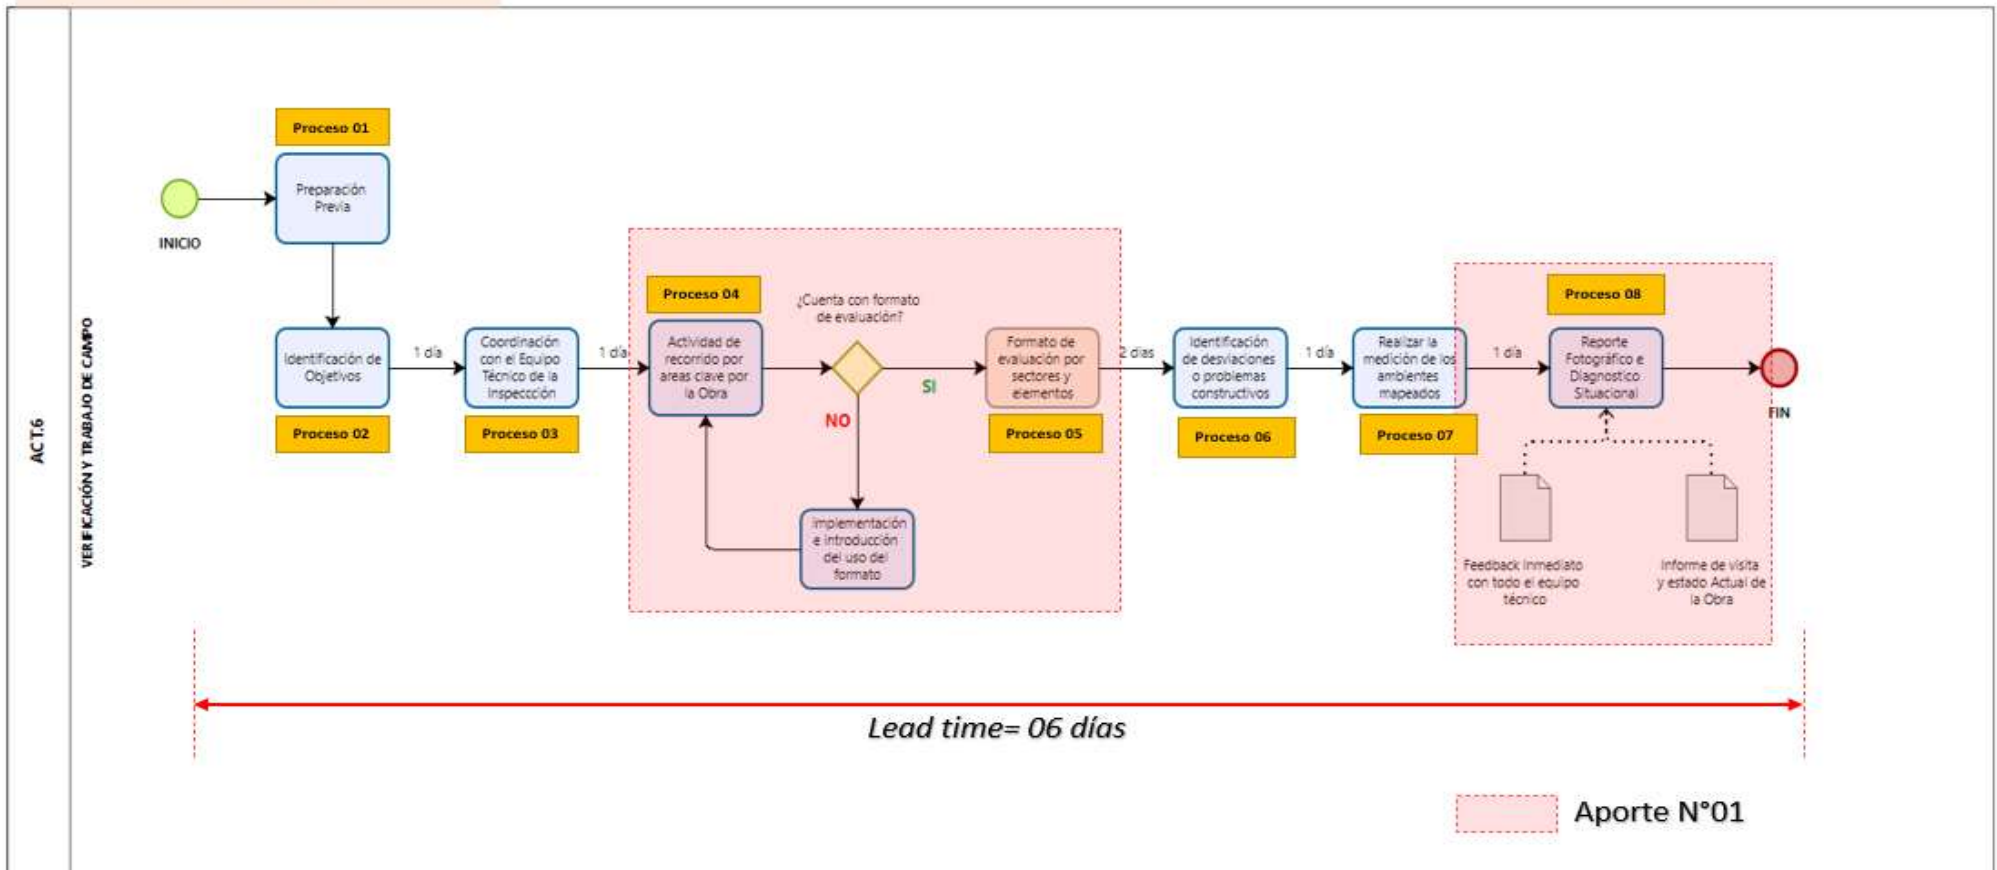 ACT.6
VERIFICACIÓN Y TRABAJO DE CAMPO
INICIO
Proceso 01
Preparación
Previa
Identificación de
Objetivos
Proceso 02
1 día
Coordinación
con el Equipo
Técnico de la
Inspeccción
Proceso 03
1 día
Proceso 04
Actividad de
recorrido por
areas clave por
la Obra
¿Cuenta con formato
de evaluación?
SI
NO
Implementación
e introducción
del uso del
formato
Formato de
evaluación por
sectores y
elementos
Proceso 05
2 días
Identificación
de desviaciones
o problemas
constructivos
Proceso 06
1 día
Realizar la
medición de los
ambientes
mapeados
Proceso 07
1 día
Proceso 08
Reporte
Fotográfico e
Diagnostico
Situacional
FIN
Feedback Inmediato
con todo el equipo
técnico
Informe de visita
y estado Actual de
la Obra
Lead time= 06 días
Aporte N°01